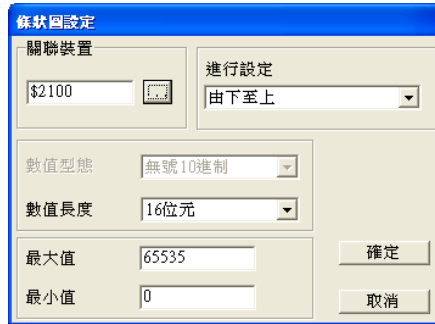 條狀圖設定
關聯裝置
$2100
...
進行設定
由下至上
數值型態
無號10進制
數值長度
16位元
最大值
65535
最小值
0
確定
取消